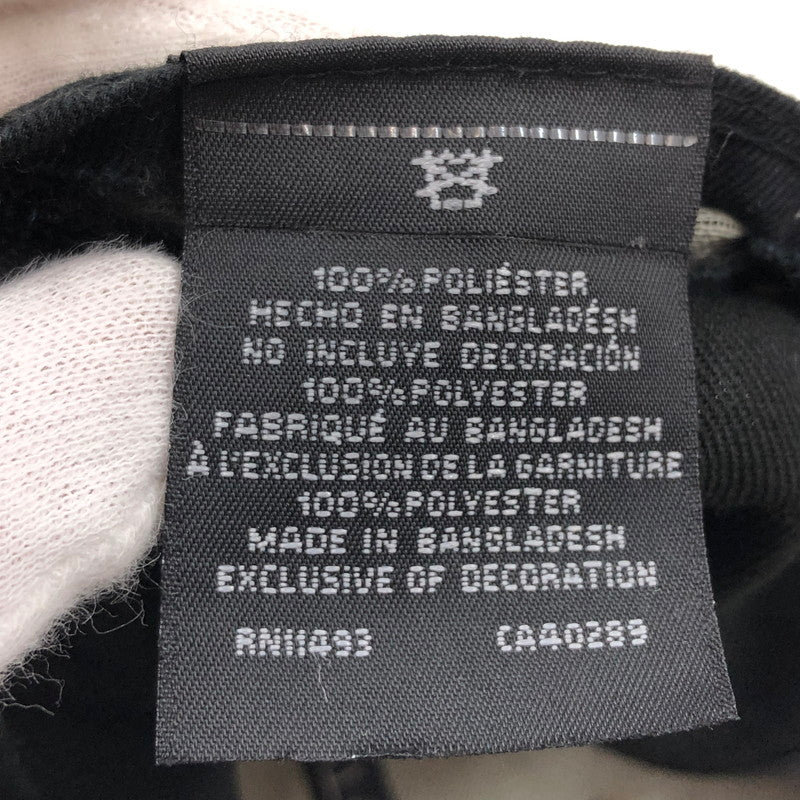 100% POLIÉSTER
HECHO EN BANGLADÉSH
NO INCLUYE DECORACIÓN
100% POLYESTER
FABRIQUÉ AU BANGLADESH
À L'EXCLUSION DE LA GARNITURE
100% POLYESTER
MADE IN BANGLADESH
EXCLUSIVE OF DECORATION
RN11493 CA40289